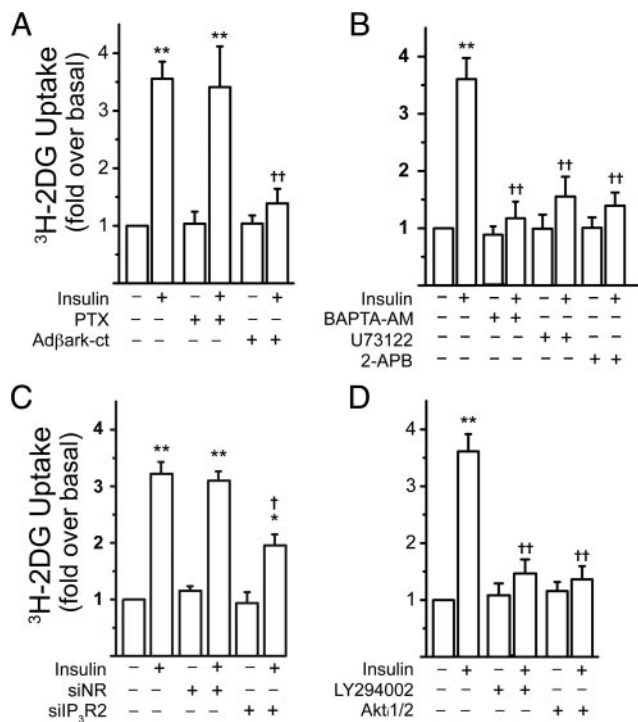 A
³H-2DG Uptake
(fold over basal)
4
3
2
1
** ** ††
Insulin − + − + − +
PTX − − + + − −
Adβark-ct − − − − + +
B
4
3
2
1
** †† †† ††
Insulin − + − + − + − +
BAPTA-AM − − + + − − − −
U73122 − − − − + + − −
2-APB − − − − − − + +
C
³H-2DG Uptake
(fold over basal)
4
3
2
1
** ** †
*
Insulin − + − + − +
siNR − − + + − −
siIP₃R2 − − − − + +
D
4
3
2
1
** †† ††
Insulin − + − + − +
LY294002 − − + + − −
Akti1/2 − − − − + +